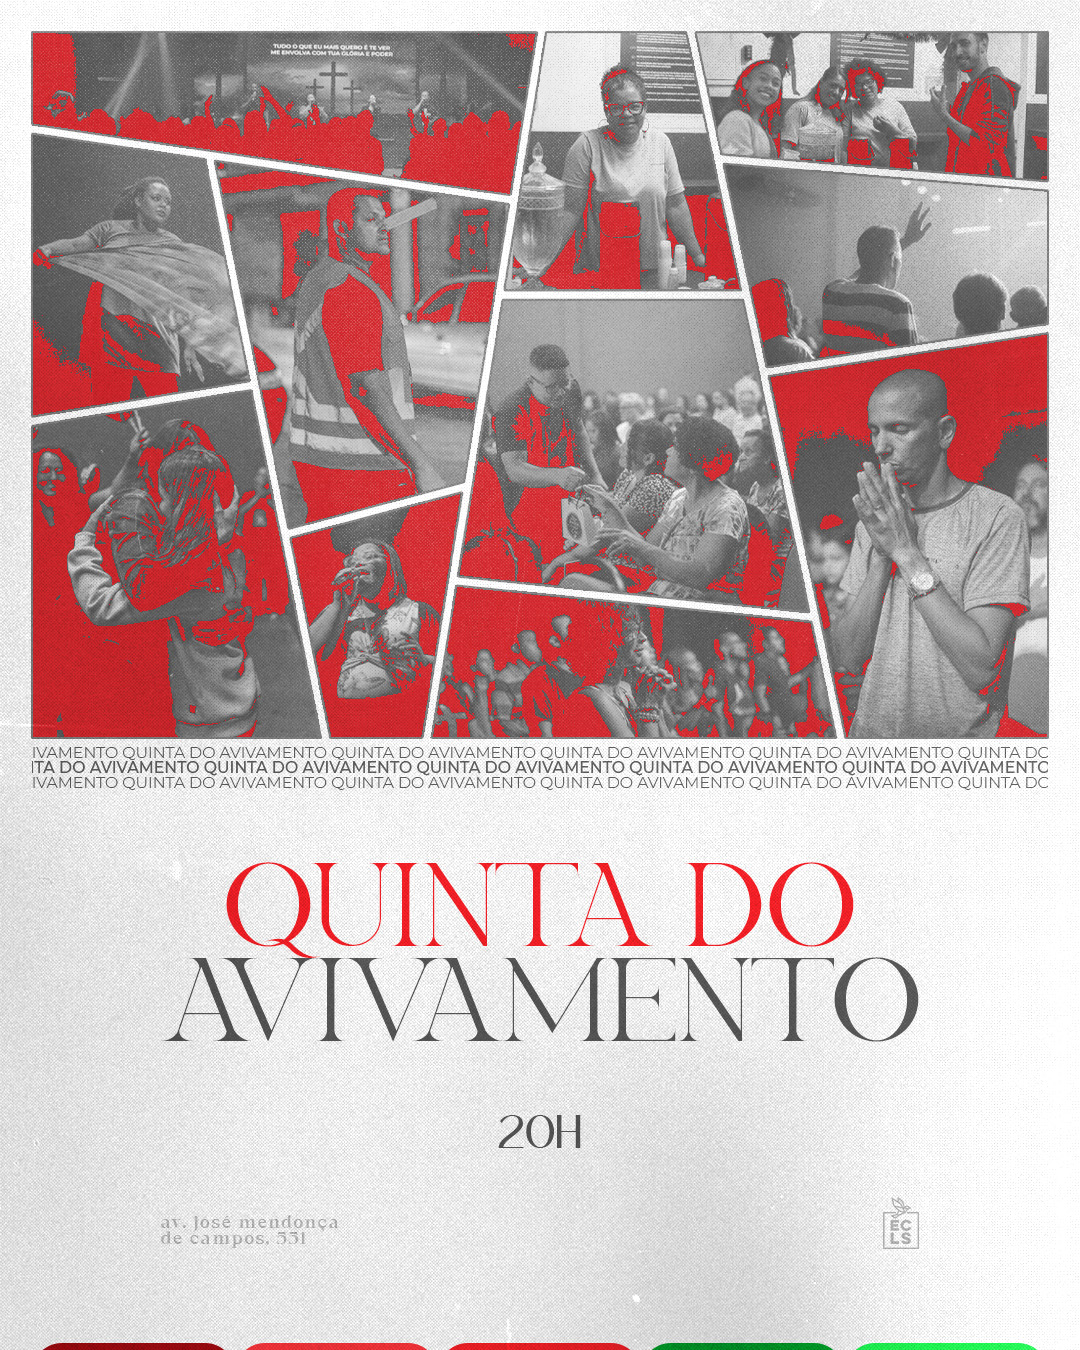 TUDO O QUE EU MAIS QUERO É TE VER
ME ENVOLVA COM TUA GLÓRIA E PODER
IVAMENTO QUINTA DO AVIVAMENTO QUINTA DO AVIVAMENTO QUINTA DO AVIVAMENTO QUINTA DO AVIVAMENTO QUINTA DO
TA DO AVIVAMENTO QUINTA DO AVIVAMENTO QUINTA DO AVIVAMENTO QUINTA DO AVIVAMENTO QUINTA DO AVIVAMENTO
IVAMENTO QUINTA DO AVIVAMENTO QUINTA DO AVIVAMENTO QUINTA DO AVIVAMENTO QUINTA DO AVIVAMENTO QUINTA DO
QUINTA DO
AVIVAMENTO
20H
av. josé mendonça
de campos, 551
EC
LS